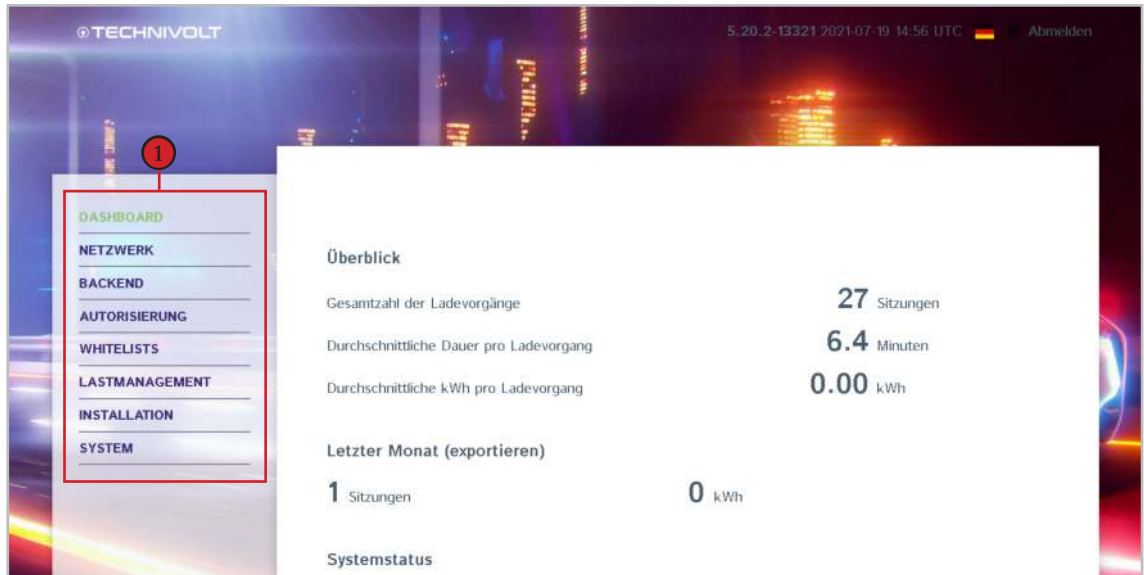 TECHNIVOLT
5.20.2-13321 2021-07-19 14:56 UTC Abmelden
1
DASHBOARD
NETZWERK
BACKEND
AUTORISIERUNG
WHITELISTS
LASTMANAGEMENT
INSTALLATION
SYSTEM
Überblick
Gesamtzahl der Ladevorgänge 27 Sitzungen
Durchschnittliche Dauer pro Ladevorgang 6.4 Minuten
Durchschnittliche kWh pro Ladevorgang 0.00 kWh
Letzter Monat (exportieren)
1 Sitzungen 0 kWh
Systemstatus